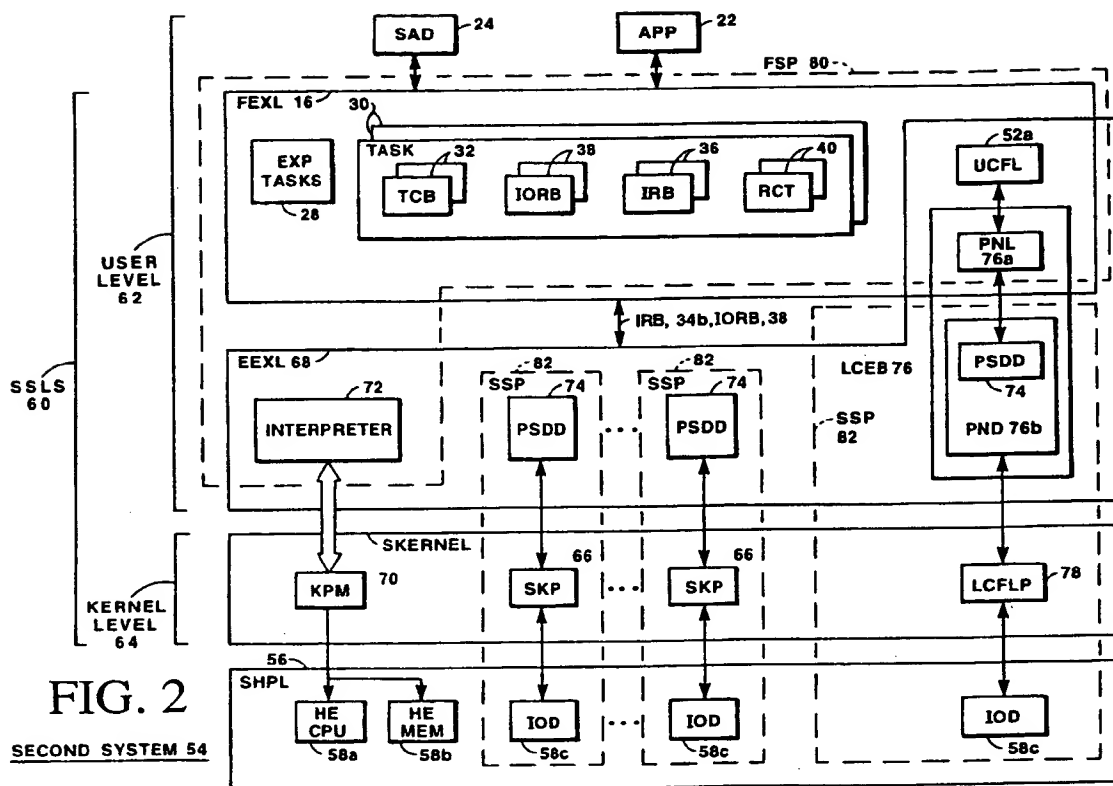 SAD
24
APP
22
FSP 80
FEXL 16
30
TASK
32
38
36
40
EXP
TASKS
28
TCB
IORB
IRB
RCT
52a
UCFL
PNL
76a
USER
LEVEL
62
IRB, 34b, IORB, 38
SSLS
60
EEXL 68
72
INTERPRETER
82
SSP
74
PSDD
82
SSP
74
PSDD
LCEB 76
SSP
82
PSDD
74
PND 76b
SKERNEL
KERNEL
LEVEL
64
KPM
70
66
SKP
66
SKP
LCFLP
78
56
SHPL
FIG. 2
SECOND SYSTEM 54
HE
CPU
58a
HE
MEM
58b
IOD
58c
IOD
58c
IOD
58c